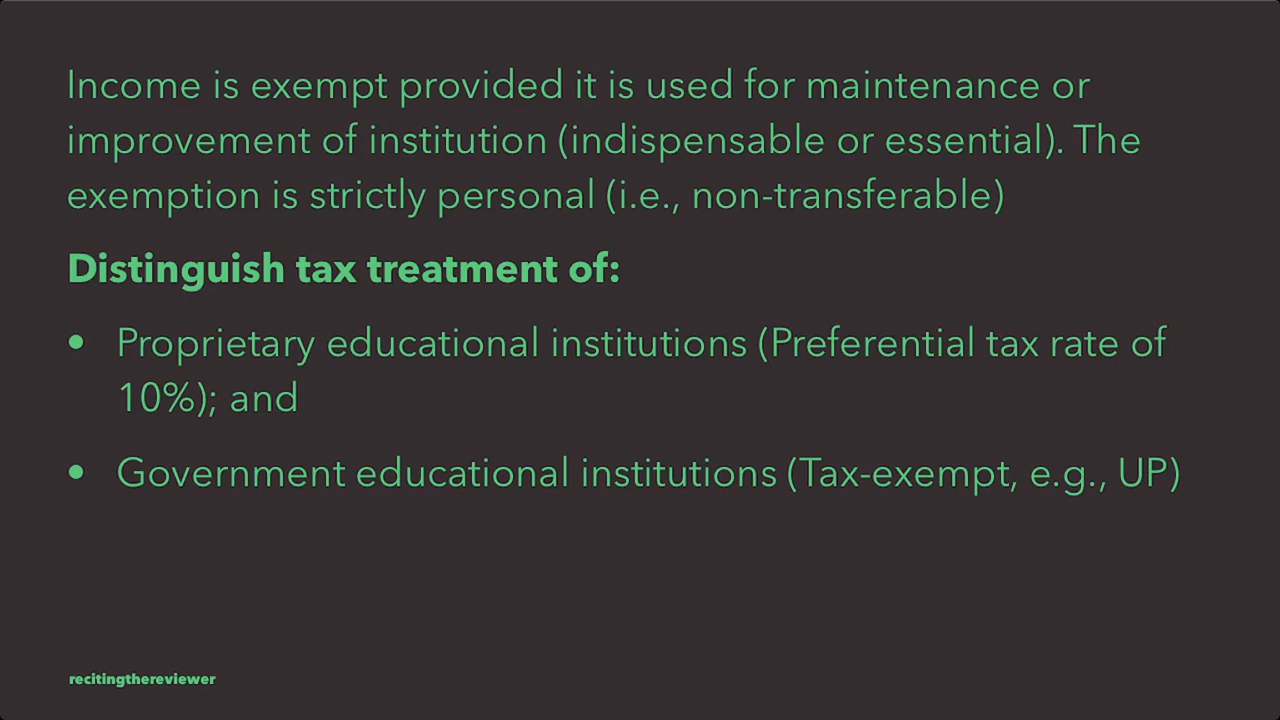 Income is exempt provided it is used for maintenance or
improvement of institution (indispensable or essential). The
exemption is strictly personal (i.e., non-transferable)
Distinguish tax treatment of:
• Proprietary educational institutions (Preferential tax rate of
10%); and
• Government educational institutions (Tax-exempt, e.g., UP)
recitingthereviewer